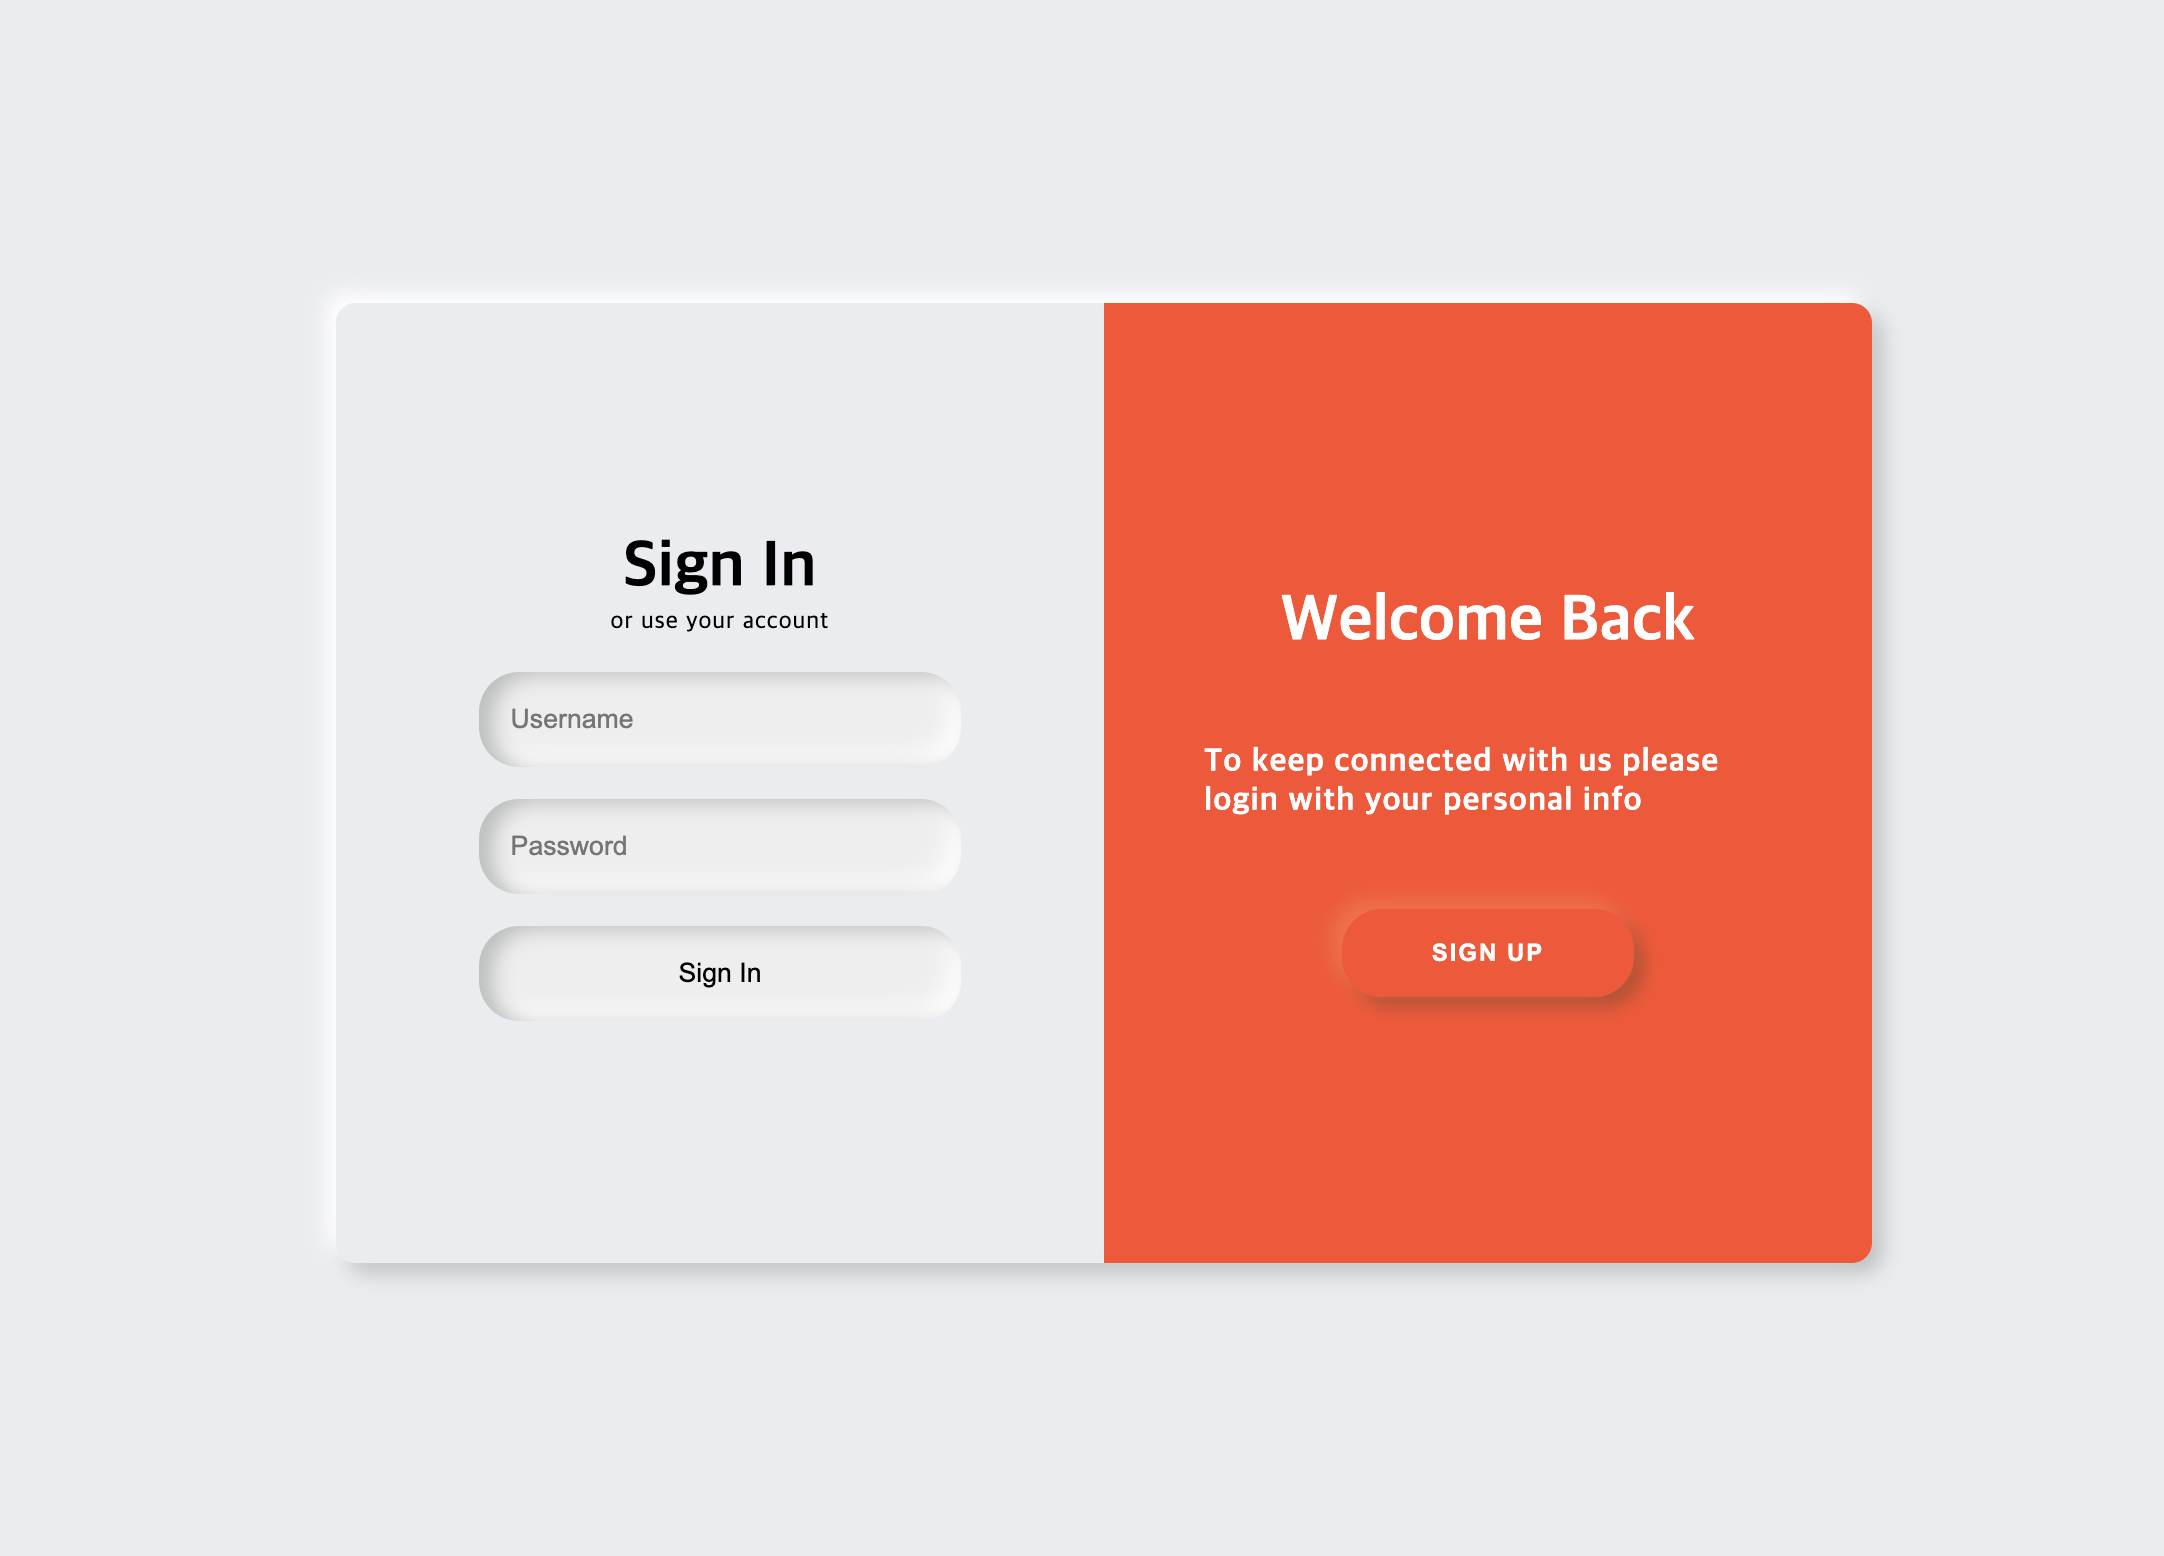 Sign In
or use your account
Username
Password
Sign In
Welcome Back
To keep connected with us please
login with your personal info
SIGN UP